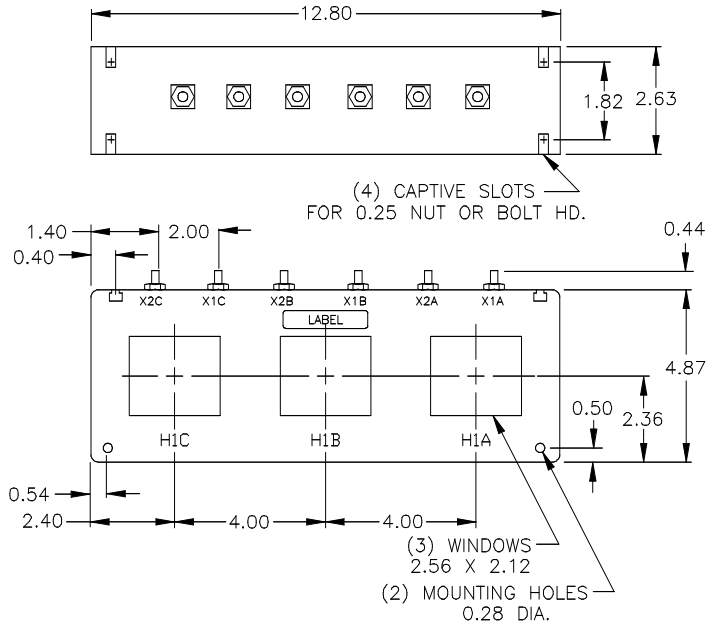 12.80
1.82
2.63
(4) CAPTIVE SLOTS
FOR 0.25 NUT OR BOLT HD.
1.40
2.00
0.44
0.40
X2C
X1C
X2B
X1B
X2A
X1A
LABEL
4.87
0.50
2.36
H1C
H1B
H1A
0.54
2.40
4.00
4.00
(3) WINDOWS
2.56 X 2.12
(2) MOUNTING HOLES
0.28 DIA.